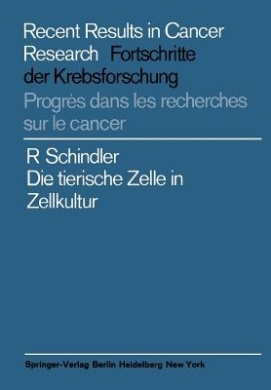 Recent Results in Cancer
Research Fortschritte
der Krebsforschung
Progrès dans les recherches
sur le cancer
R Schindler
Die tierische Zelle in
Zellkultur
Springer-Verlag Berlin Heidelberg New York